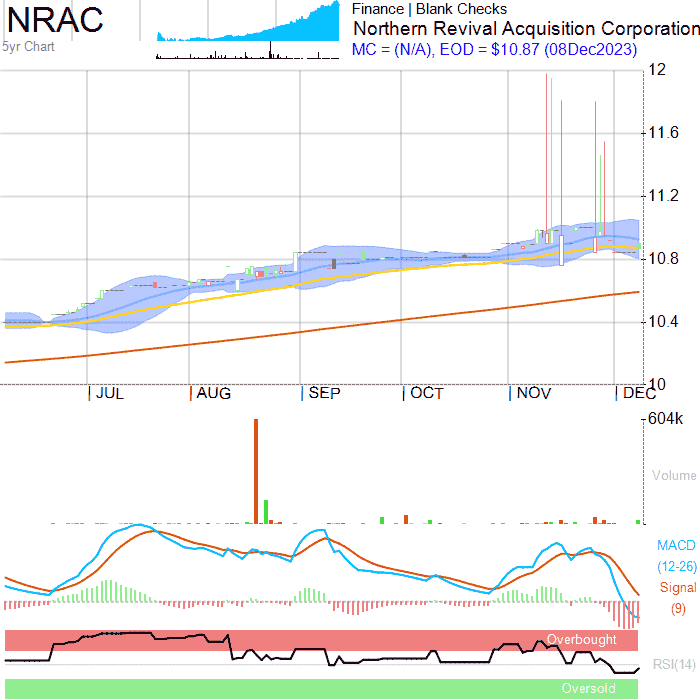 NRAC
5yr Chart
Finance | Blank Checks
Northern Revival Acquisition Corporation
MC = (N/A), EOD = $10.87 (08Dec2023)
12
11.6
11.2
10.8
10.4
10
JUL AUG SEP OCT NOV DEC
604k
Volume
MACD
(12-26)
Signal
(9)
Overbought
RSI(14)
Oversold